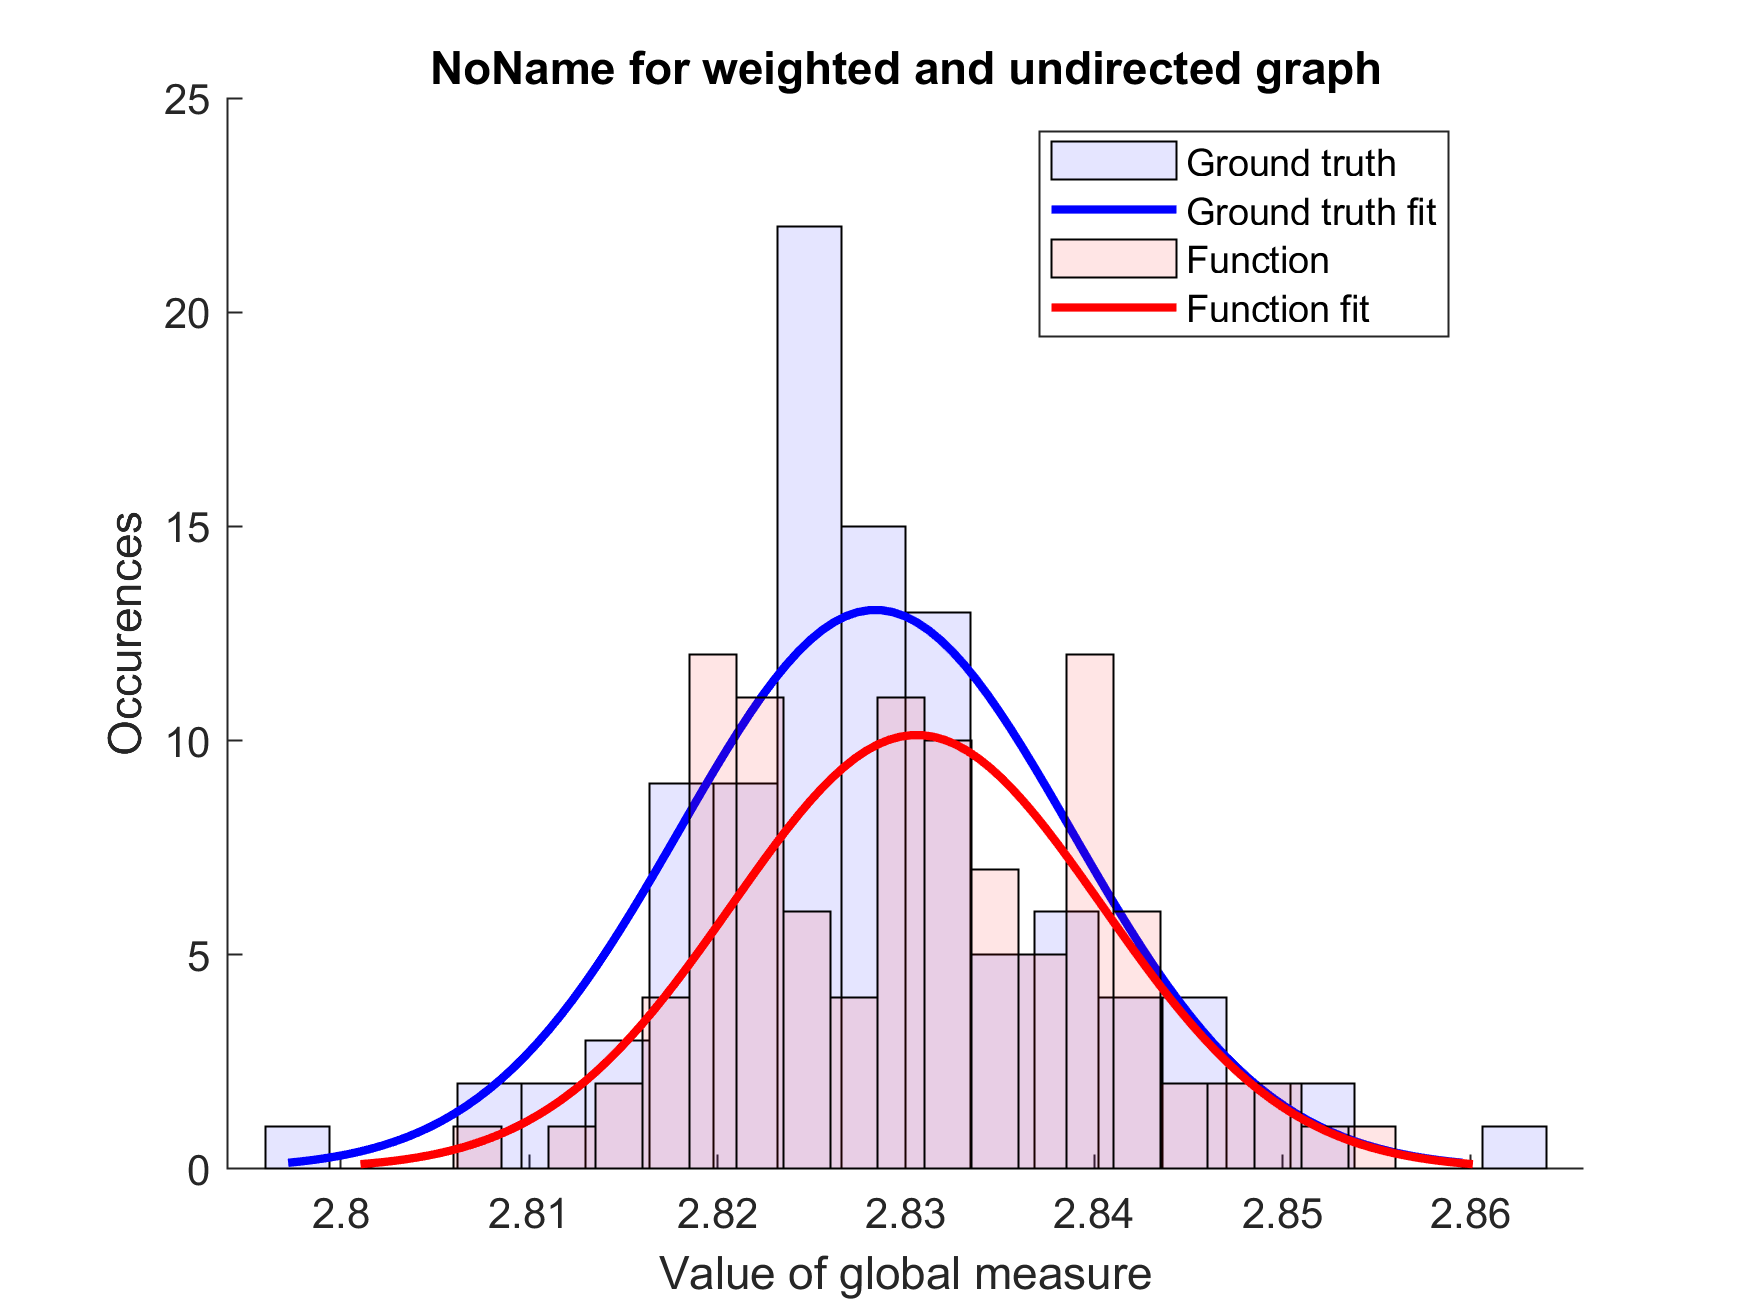 NoName for weighted and undirected graph
25
20
15
10
5
0
Occurences
Ground truth
Ground truth fit
Function
Function fit
2.8 2.81 2.82 2.83 2.84 2.85 2.86
Value of global measure